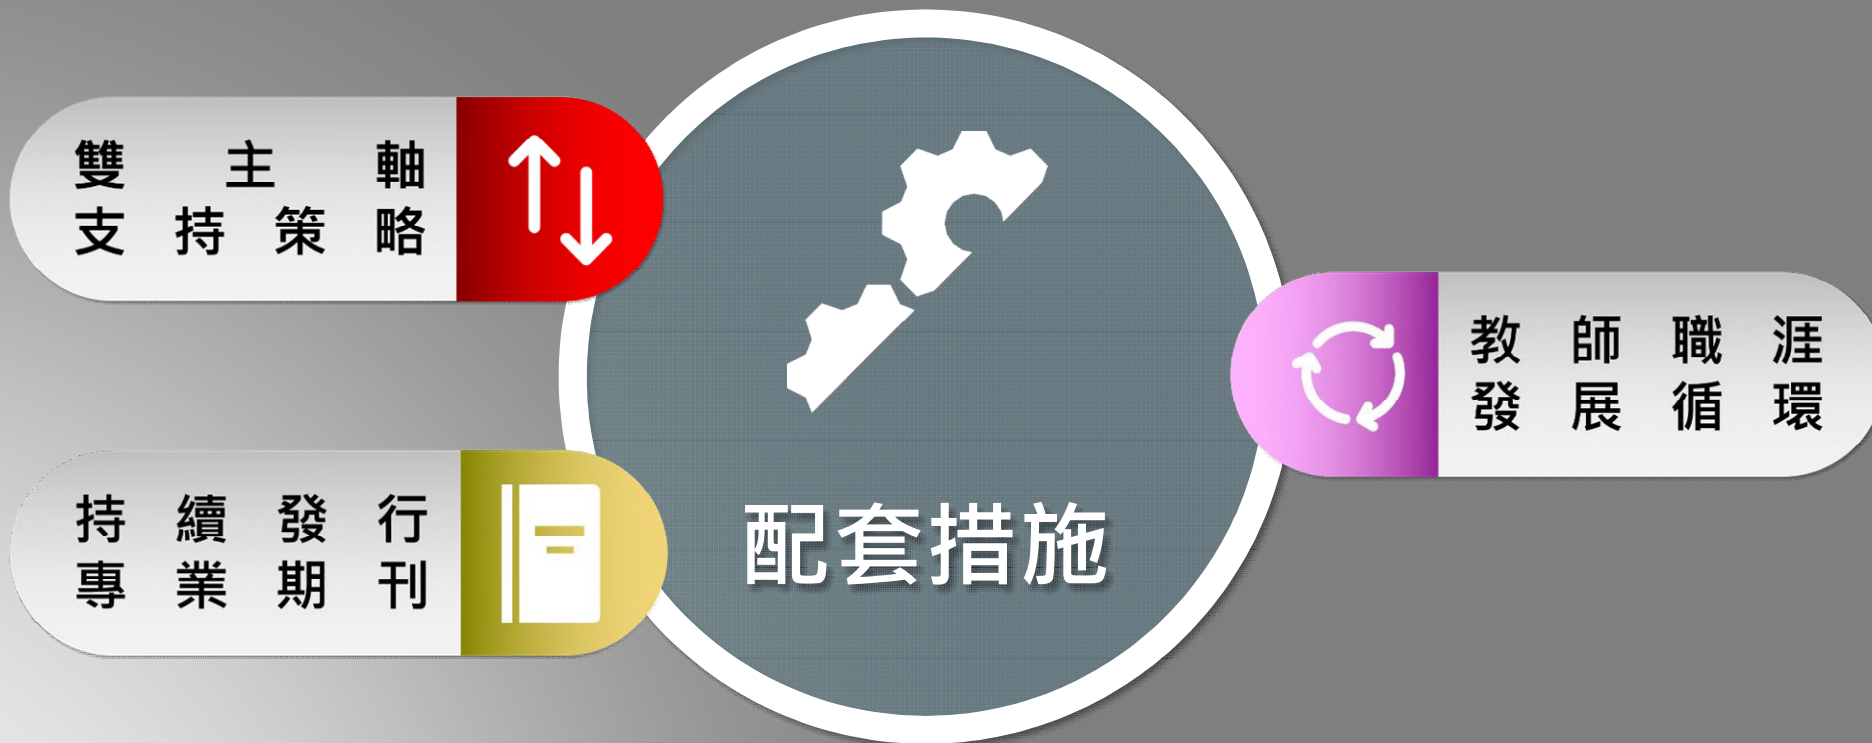 雙主軸
支持策略
持續發行
專業期刊
配套措施
教師職涯
發展循環